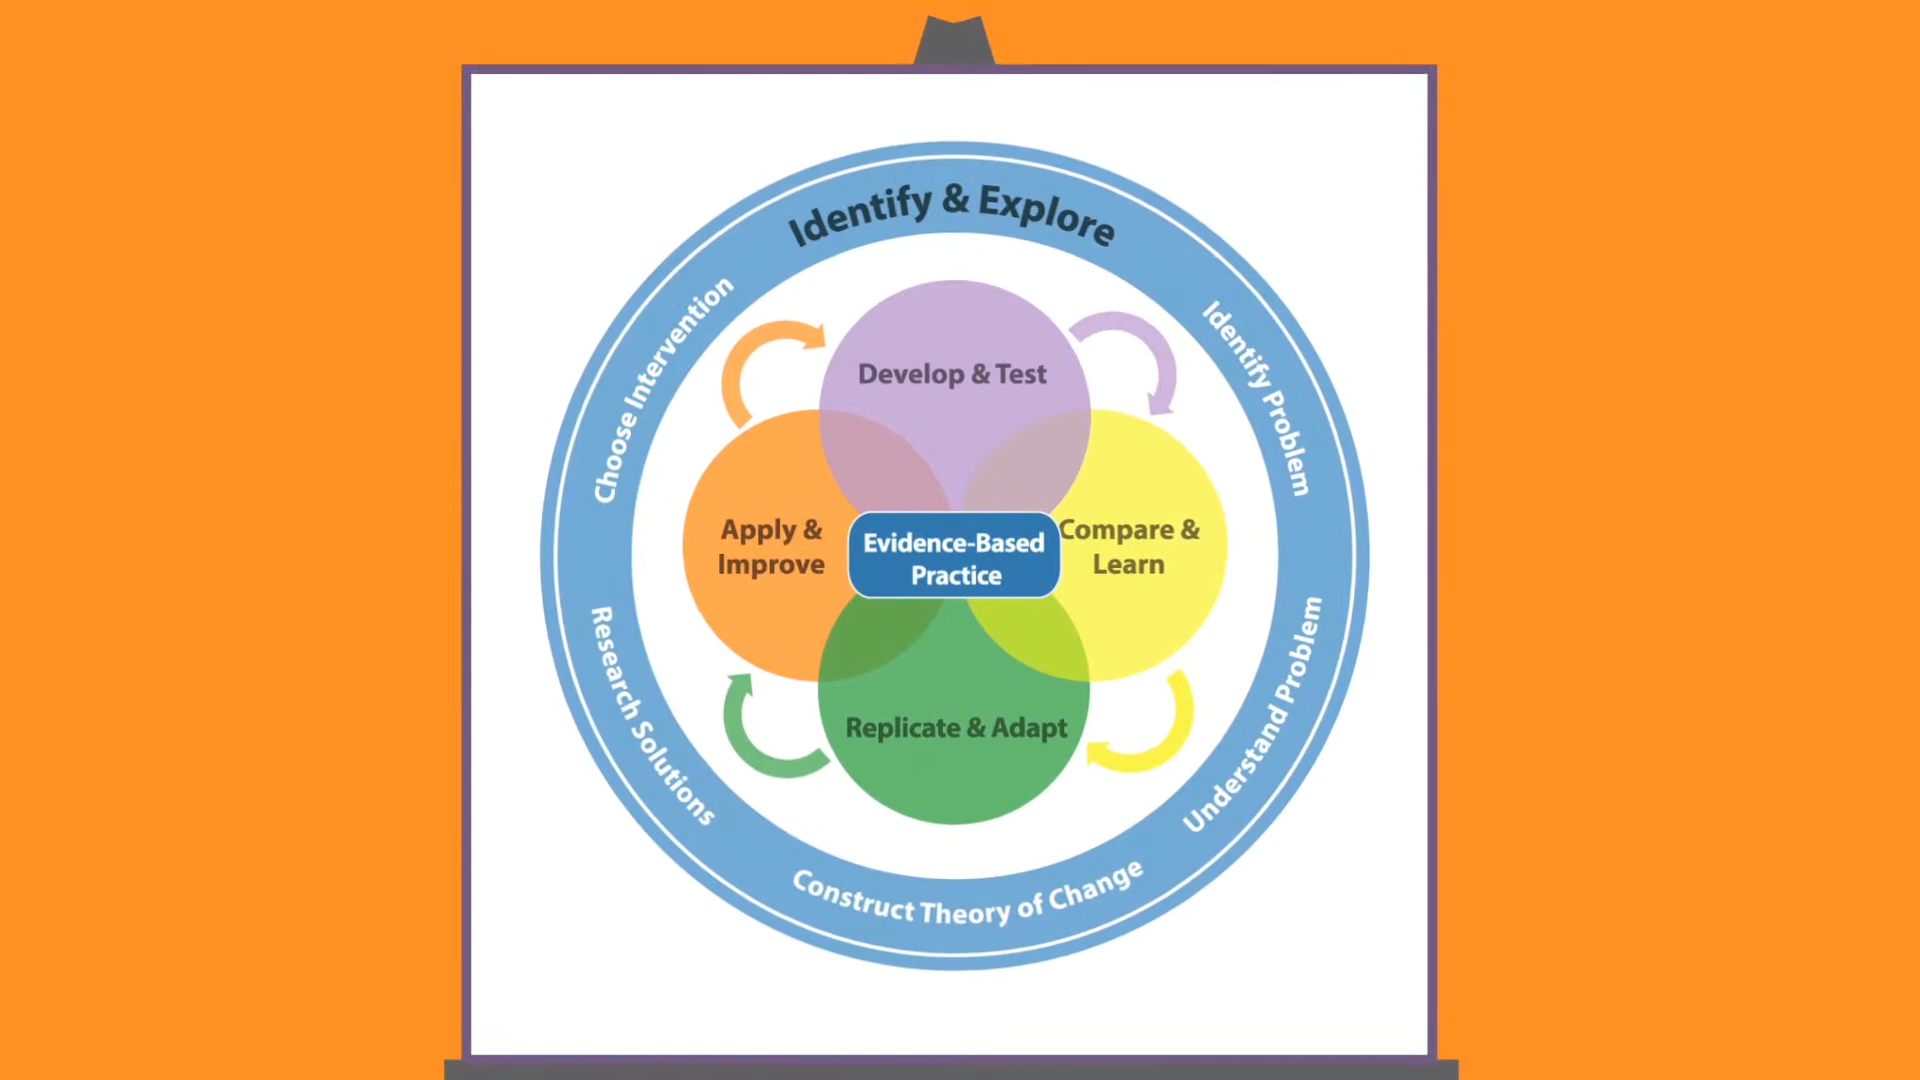 Identify & Explore
Identify Problem
Understand Problem
Construct Theory of Change
Research Solutions
Choose Intervention
Develop & Test
Compare &
Learn
Replicate & Adapt
Apply &
Improve
Evidence-Based
Practice